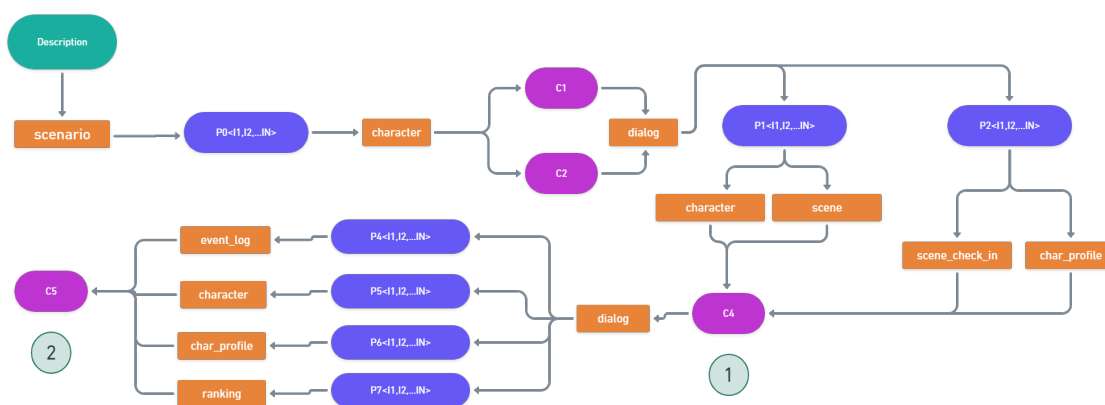 Description
scenario
P0<I1,I2,...IN>
character
C1
C2
dialog
P1<I1,I2,...IN>
P2<I1,I2,...IN>
character
scene
scene_check_in
char_profile
C4
1
dialog
P4<I1,I2,...IN>
P5<I1,I2,...IN>
P6<I1,I2,...IN>
P7<I1,I2,...IN>
event_log
character
char_profile
ranking
C5
2